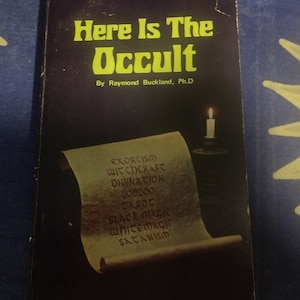 Here Is The
Occult
By Raymond Buckland, Ph.D
EXORCISM
WITCHCRAFT
DIVINATION
VOODOO
TAROT
BLACK MAGIC
WHITE MAGIC
SATANISM